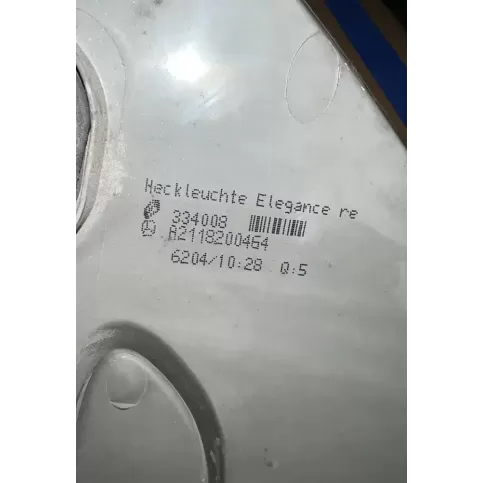 Heckleuchte Elegance re
334008
A2118200464
6204/10:28 Q:5